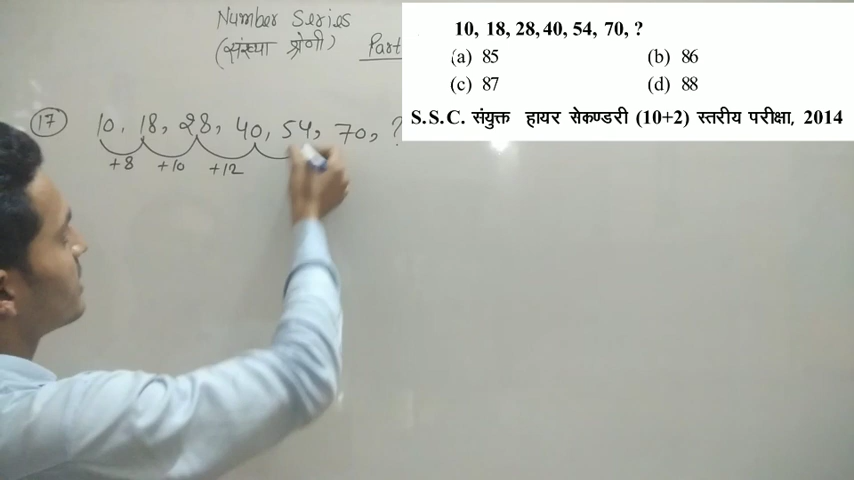 Number Series
(संख्या श्रेणी) Part
10, 18, 28, 40, 54, 70, ?
(a) 85 (b) 86
(c) 87 (d) 88
S.S.C. संयुक्त हायर सेकण्डरी (10+2) स्तरीय परीक्षा, 2014
17 10, 18, 28, 40, 54, 70, ?
+8 +10 +12